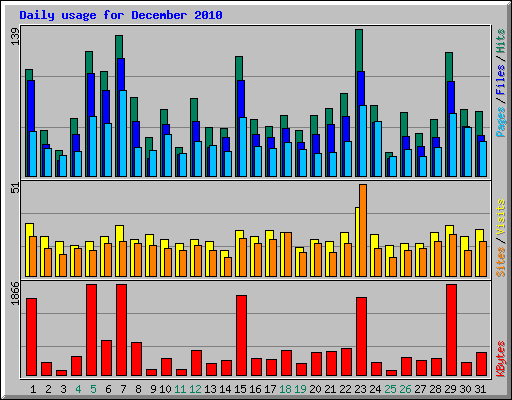 Daily usage for December 2010
139
51
1866
Pages / Files / Hits
Sites / Visits
KBytes
1 2 3 4 5 6 7 8 9 10 11 12 13 14 15 16 17 18 19 20 21 22 23 24 25 26 27 28 29 30 31